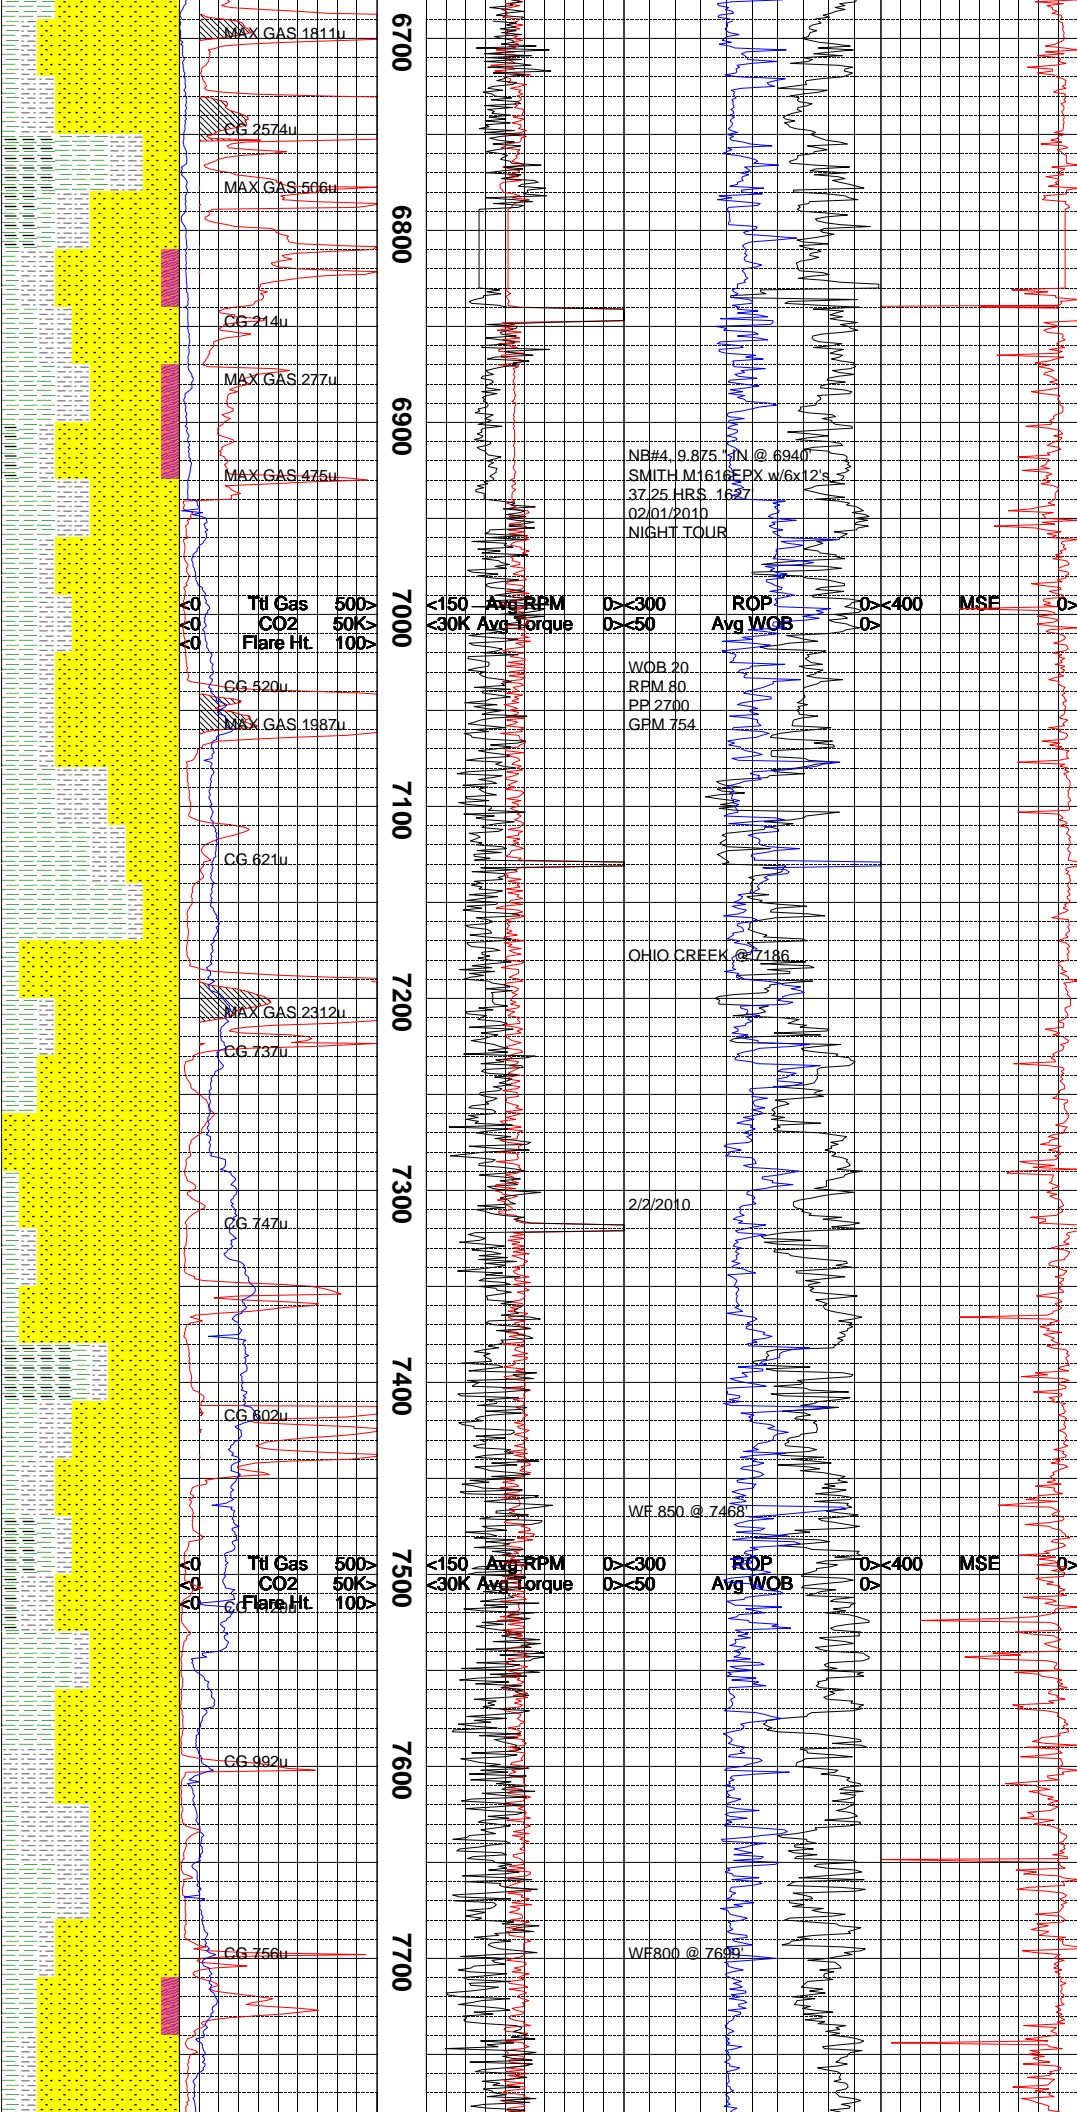 6700
MAX GAS 1811u
CG 2574u
MAX GAS 506u
6800
CG 214u
MAX GAS 277u
6900
NB#4, 9.875 "IN @ 6940'
MAX GAS 475u
SMITH M1616EPX w/6x12's
37.25 HRS 1627'
02/01/2010
NIGHT TOUR
7000
<0 Ttl Gas 500> <150 Avg RPM 0> <300 ROP 0> <400 MSE 0>
<0 CO2 50K> <30K Avg Torque 0> <50 Avg WOB 0>
<0 Flare Ht. 100>
WOB 20
CG 520u
RPM 80
PP 2700
MAX GAS 1987u
GPM 754
7100
CG 621u
OHIO CREEK @ 7186
7200
MAX GAS 2312u
CG 737u
7300
2/2/2010
CG 747u
7400
CG 602u
WF 850 @ 7468'
7500
<0 Ttl Gas 500> <150 Avg RPM 0> <300 ROP 0> <400 MSE 0>
<0 CO2 50K> <30K Avg Torque 0> <50 Avg WOB 0>
<0 Flare Ht. 100>
CG
7600
CG 992u
7700
CG 756u
WF800 @ 7699'